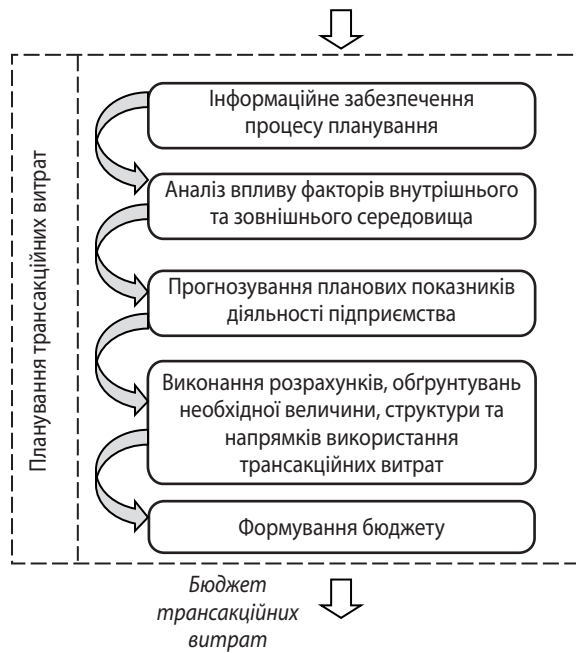 Планування трансакційних витрат
Інформаційне забезпечення
процесу планування
Аналіз впливу факторів внутрішнього
та зовнішнього середовища
Прогнозування планових показників
діяльності підприємства
Виконання розрахунків, обґрунтувань
необхідної величини, структури та
напрямків використання
трансакційних витрат
Формування бюджету
Бюджет
трансакційних
витрат